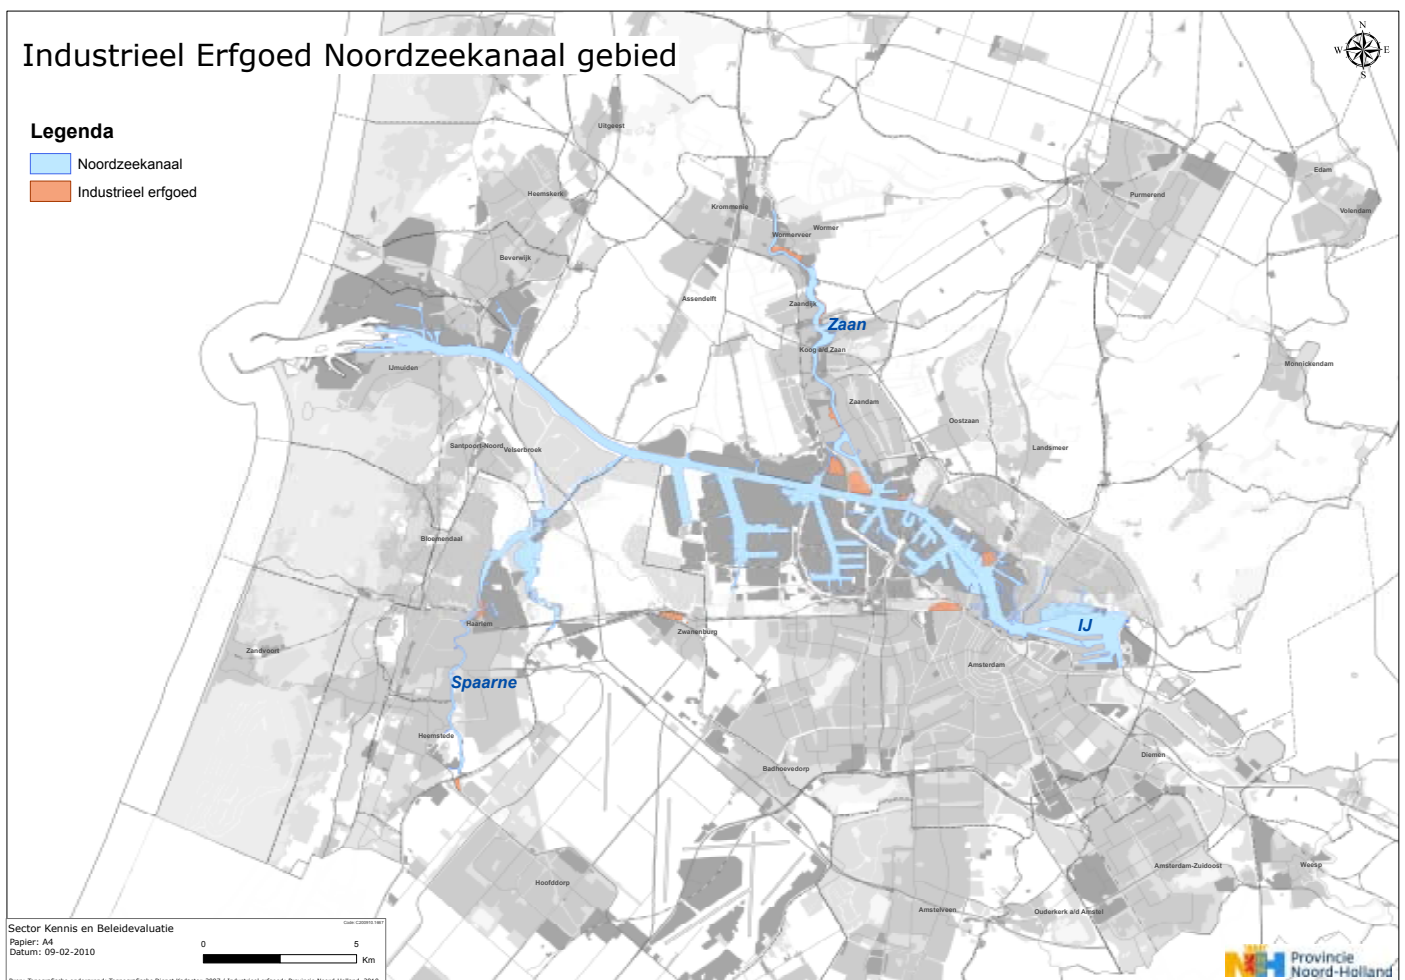 Industrieel Erfgoed Noordzeekanaal gebied
N
W E
S
Legenda
Noordzeekanaal
Industrieel erfgoed
Uitgeest
Heemskerk
Krommenie
Wormer
Wormerveer
Purmerend
Edam
Volendam
Beverwijk
Assendelft
Zaandijk
Zaan
Koog a/d Zaan
IJmuiden
Monnickendam
Zaandam
Oostzaan
Landsmeer
Santpoort-Noord
Velserbroek
Bloemendaal
Haarlem
Zwanenburg
IJ
Zandvoort
Amsterdam
Spaarne
Heemstede
Badhoevedorp
Diemen
Hoofddorp
Amsterdam-Zuidoost
Weesp
Amstelveen
Ouderkerk a/d Amstel
Sector Kennis en Beleidevaluatie
Papier: A4
Datum: 09-02-2010
0 5
Km
NH
Provincie
Noord-Holland